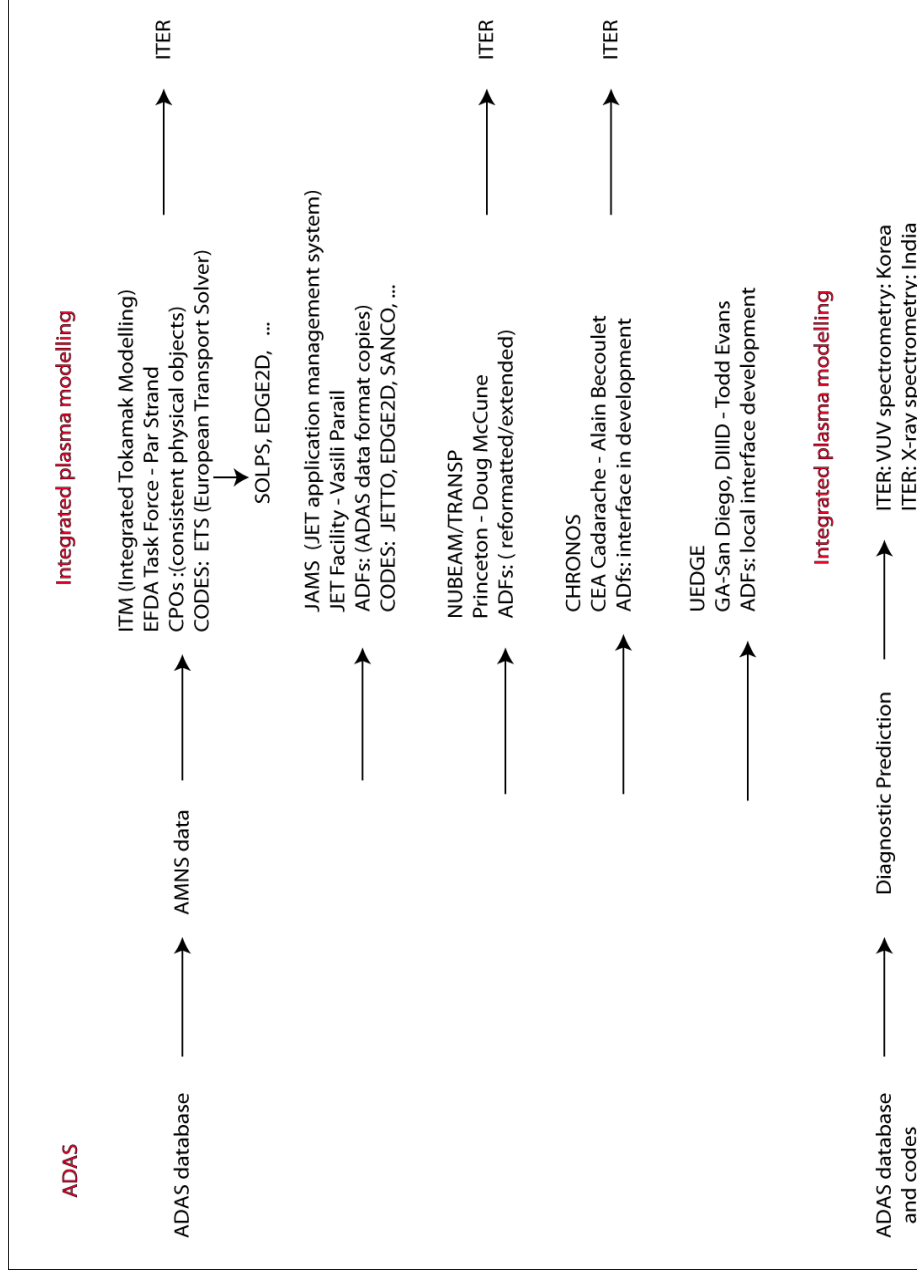 ADAS
Integrated plasma modelling
ADAS database
AMNS data
ITM (Integrated Tokamak Modelling)
EFDA Task Force - Par Strand
CPOs :(consistent physical objects)
CODES: ETS (European Transport Solver)
ITER
SOLPS, EDGE2D, ...
JAMS (JET application management system)
JET Facility - Vasili Parail
ADFs: (ADAS data format copies)
CODES: JETTO, EDGE2D, SANCO, ...
NUBEAM/TRANSP
Princeton - Doug McCune
ADFs: ( reformatted/extended)
ITER
CHRONOS
CEA Cadarache - Alain Becoulet
ADfs: interface in development
ITER
UEDGE
GA-San Diego, DIIID - Todd Evans
ADFs: local interface development
Integrated plasma modelling
ADAS database
and codes
Diagnostic Prediction
ITER: VUV spectrometry: Korea
ITER: X-ray spectrometry: India